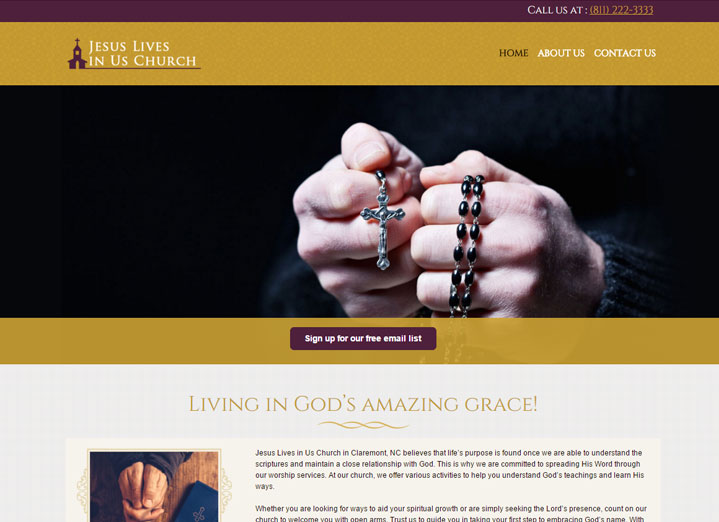 Call us at : (811) 222-3333
Jesus Lives
in Us Church
HOME ABOUT US CONTACT US
Sign up for our free email list
Living in God's amazing grace!
Jesus Lives in Us Church in Claremont, NC believes that life's purpose is found once we are able to understand the
scriptures and maintain a close relationship with God. This is why we are committed to spreading His Word through
our worship services. At our church, we offer various activities to help you understand God's teachings and learn His
ways.
Whether you are looking for ways to aid your spiritual growth or are simply seeking the Lord's presence, count on our
church to welcome you with open arms. Trust us to guide you in taking your first step to embracing God's name. With